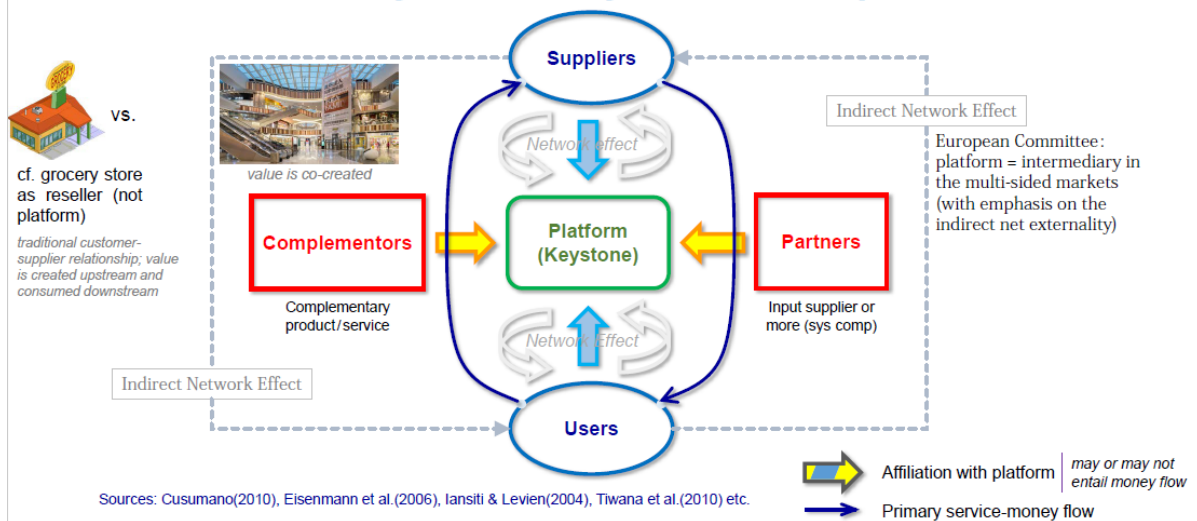 Suppliers
GROCERY
vs.
cf. grocery store
as reseller (not
platform)
traditional customer-
supplier relationship; value
is created upstream and
consumed downstream
value is co-created
Network effect
Indirect Network Effect
European Committee:
platform = intermediary in
the multi-sided markets
(with emphasis on the
indirect net externality)
Complementors
Platform
(Keystone)
Partners
Complementary
product/service
Input supplier or
more (sys comp)
Network Effect
Indirect Network Effect
Users
Affiliation with platform
may or may not
entail money flow
Primary service-money flow
Sources: Cusumano(2010), Eisenmann et al.(2006), Iansiti & Levien(2004), Tiwana et al.(2010) etc.